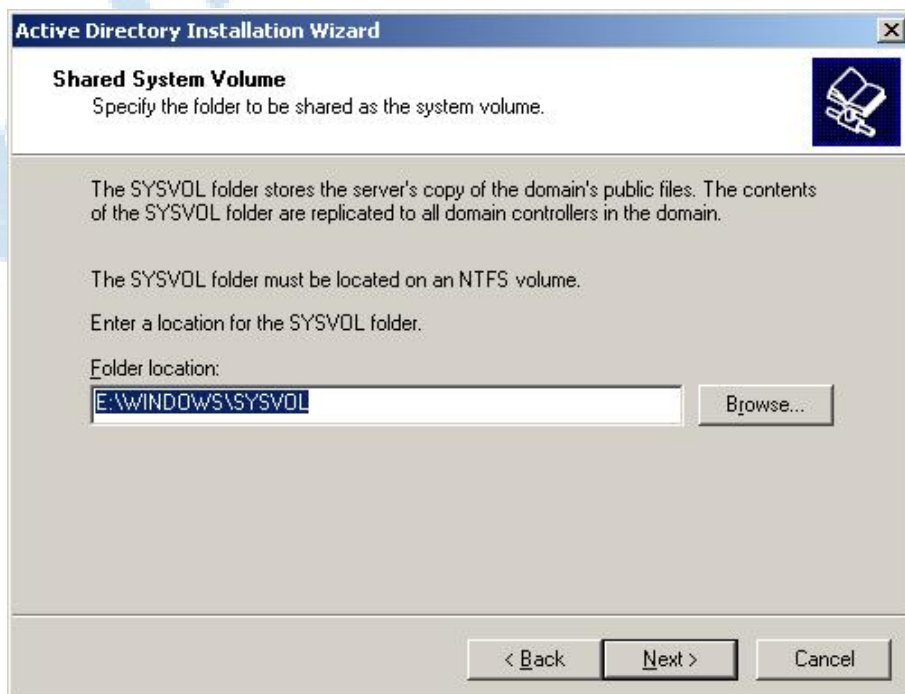 Active Directory Installation Wizard
Shared System Volume
Specify the folder to be shared as the system volume.
The SYSVOL folder stores the server's copy of the domain's public files. The contents
of the SYSVOL folder are replicated to all domain controllers in the domain.
The SYSVOL folder must be located on an NTFS volume.
Enter a location for the SYSVOL folder.
Folder location:
E:\WINDOWS\SYSVOL
Browse...
< Back
Next >
Cancel